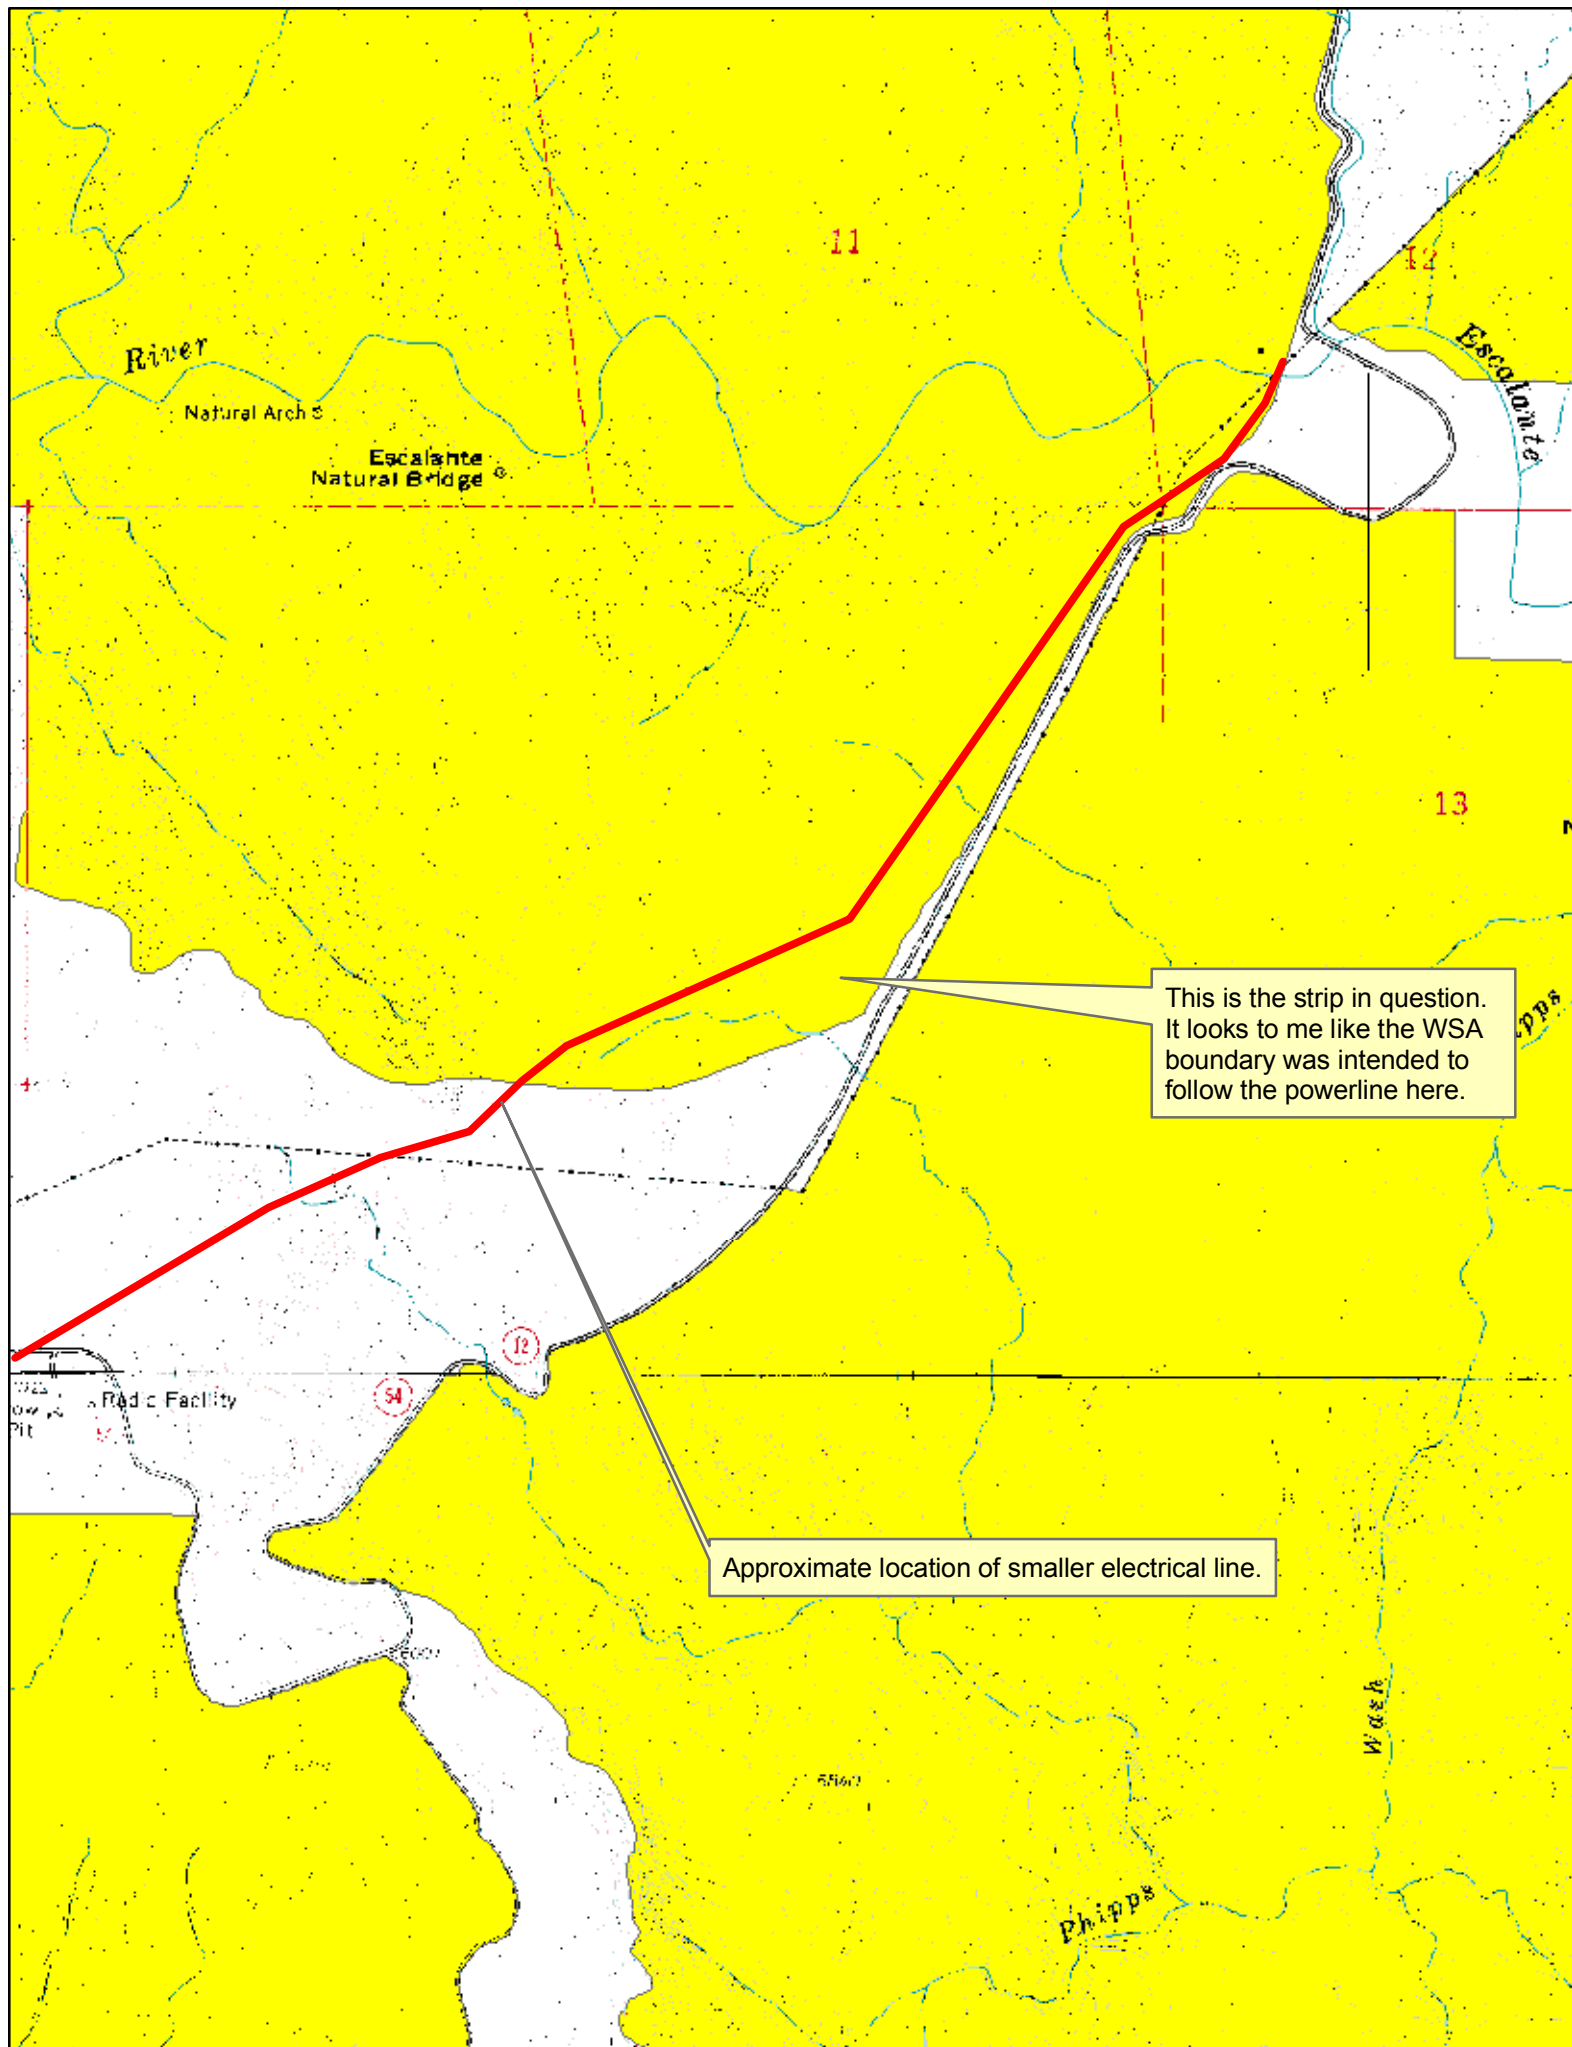 11
12
River
Escalante
Natural Arch
Escalante
Natural Bridge
13
This is the strip in question.
It looks to me like the WSA
boundary was intended to
follow the powerline here.
12
54
Facility
Pit
Approximate location of smaller electrical line.
Wash
Phipps